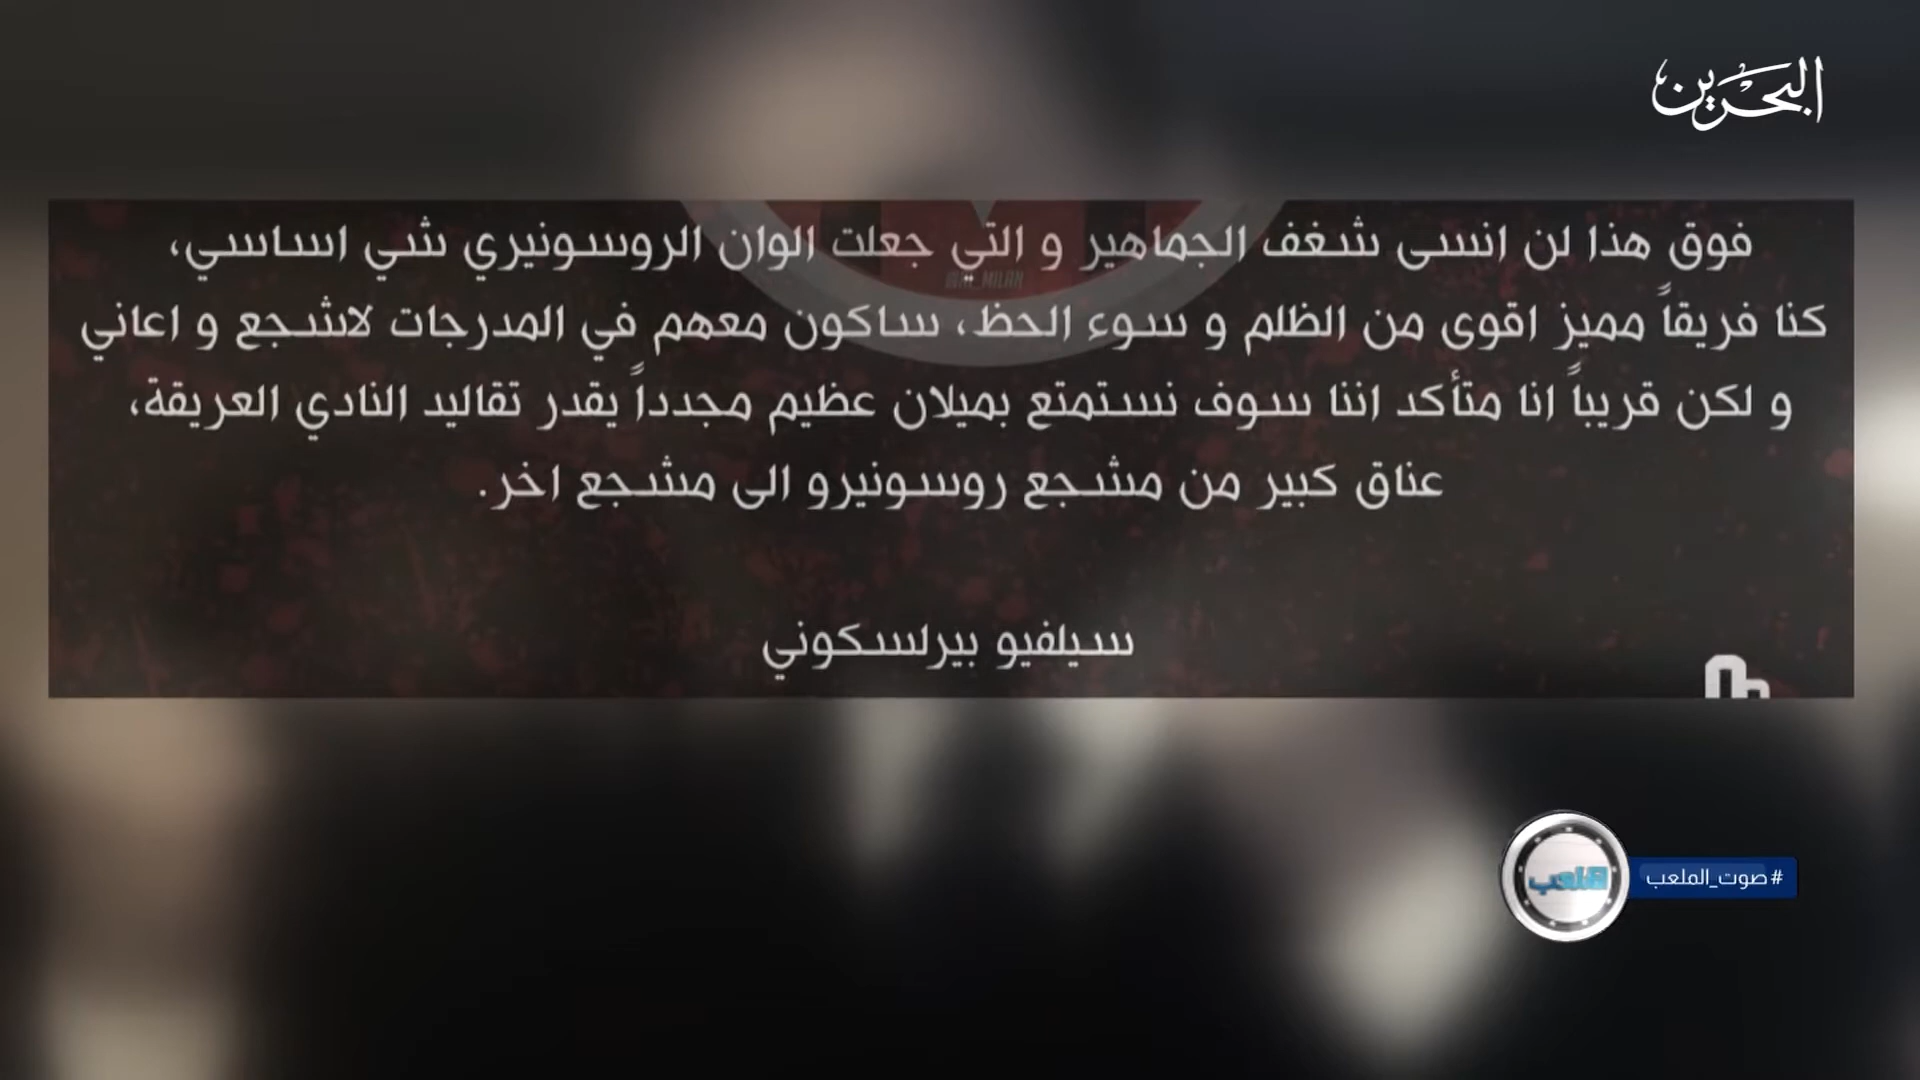 البحرين
فوق هذا لن انسى شغف الجماهير و التي جعلت الوان الروسونيري شي اساسي،
@AC_MILAN
كنا فريقاً مميز اقوى من الظلم و سوء الحظ، ساكون معهم في المدرجات لاشجع و اعاني
و لكن قريباً انا متأكد اننا سوف نستمتع بميلان عظيم مجدداً يقدر تقاليد النادي العريقة،
عناق كبير من مشجع روسونيرو الى مشجع اخر.
سيلفيو بيرلسكوني
#صوت_الملعب
الملعب